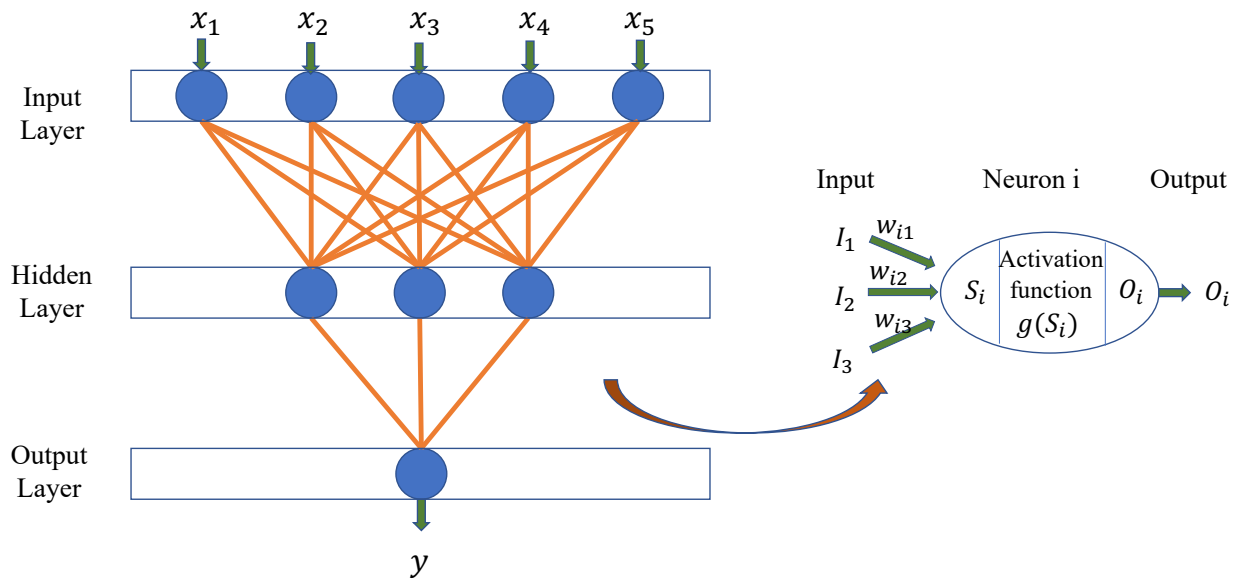 x₁ x₂ x₃ x₄ x₅
Input
Layer
Hidden
Layer
Output
Layer
y
Input Neuron i Output
I₁ wᵢ₁
I₂ wᵢ₂
I₃ wᵢ₃
Sᵢ
Activation
function
g(Sᵢ)
Oᵢ
Oᵢ